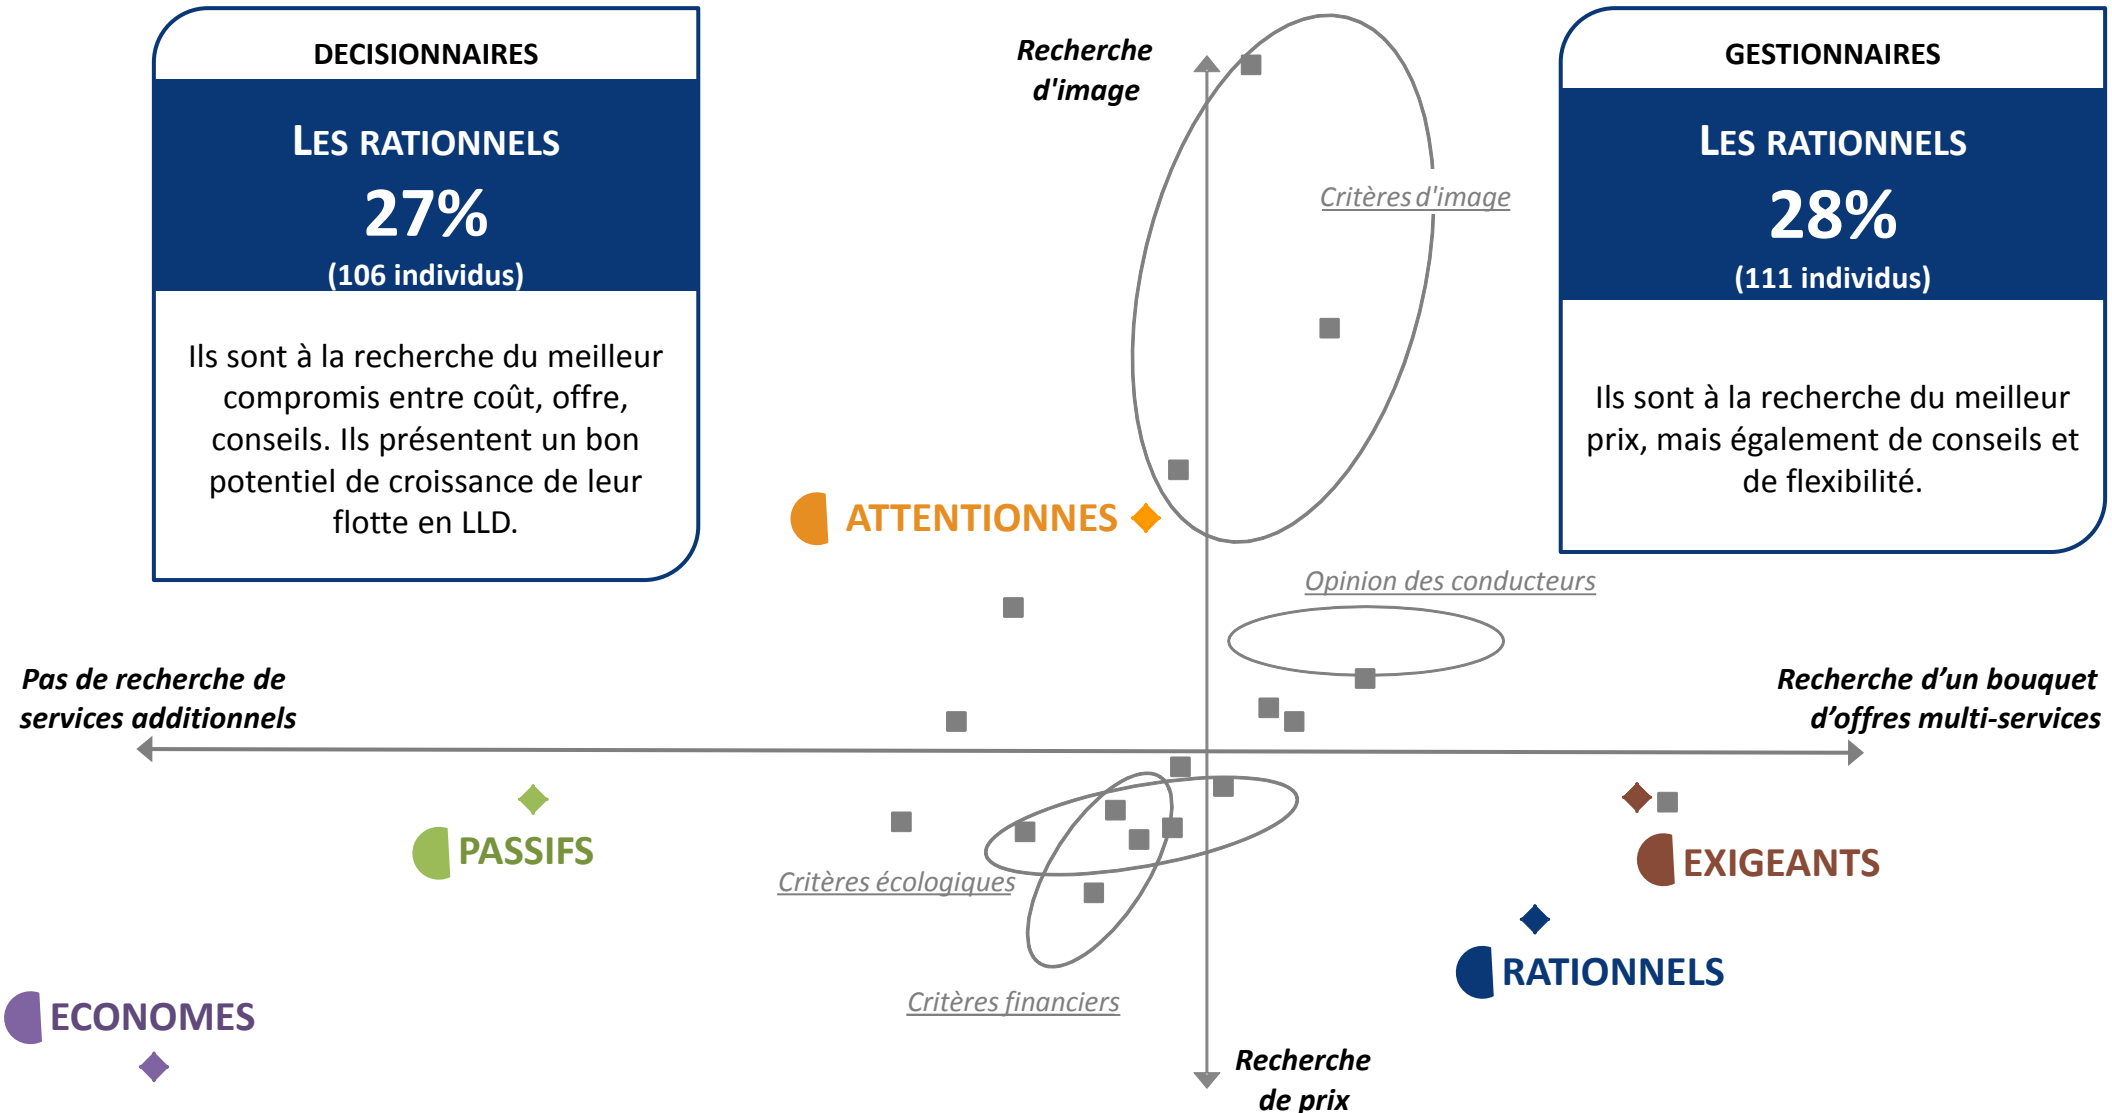 DECISIONNAIRES
LES RATIONNELS
27%
(106 individus)
Ils sont à la recherche du meilleur
compromis entre coût, offre,
conseils. Ils présentent un bon
potentiel de croissance de leur
flotte en LLD.
Recherche
d'image
GESTIONNAIRES
LES RATIONNELS
28%
(111 individus)
Ils sont à la recherche du meilleur
prix, mais également de conseils et
de flexibilité.
Critères d'image
ATTENTIONNES
Opinion des conducteurs
Pas de recherche de
services additionnels
Recherche d’un bouquet
d’offres multi-services
PASSIFS
EXIGEANTS
Critères écologiques
RATIONNELS
Critères financiers
ECONOMES
Recherche
de prix